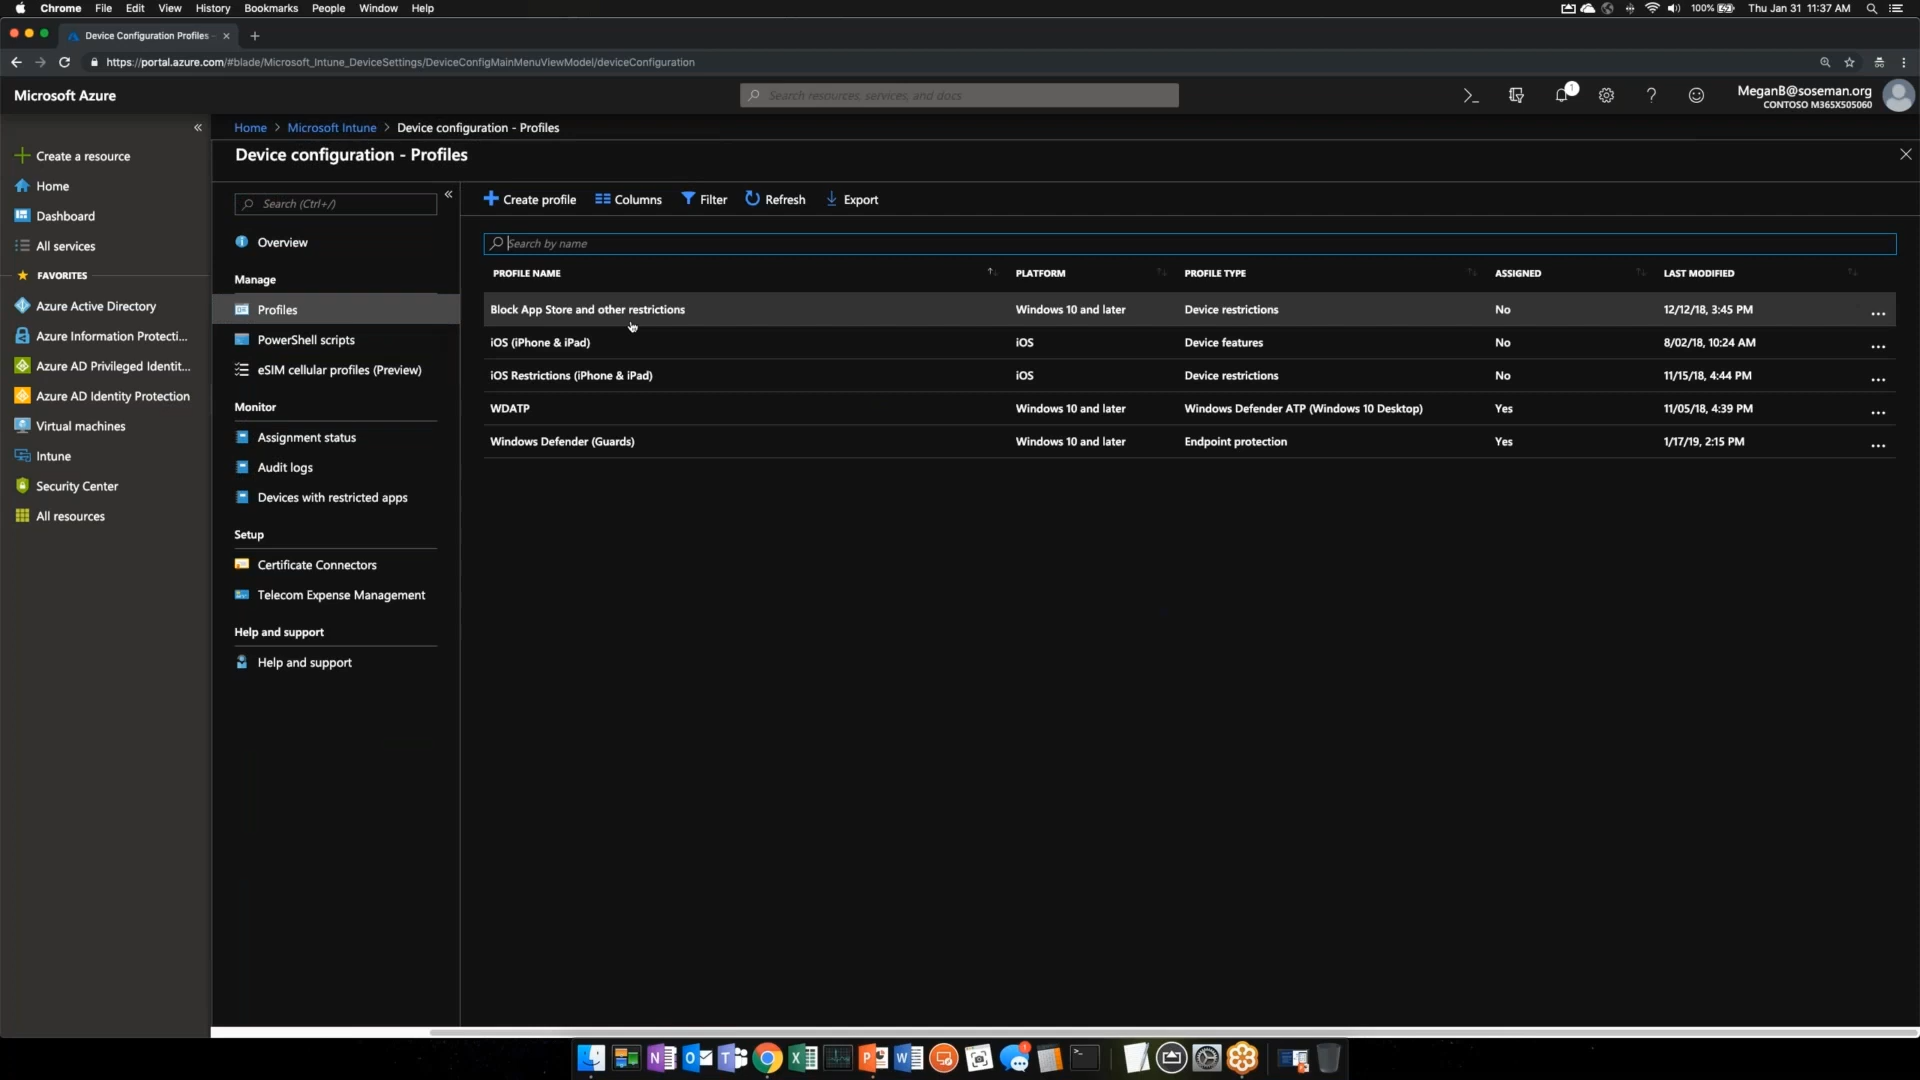 Chrome File Edit View History Bookmarks People Window Help
100% Thu Jan 31 11:37 AM
Device Configuration Profiles -
https://portal.azure.com/#blade/Microsoft_Intune_DeviceSettings/DeviceConfigMainMenuViewModel/deviceConfiguration
Microsoft Azure
Search resources, services, and docs
1
MeganB@soseman.org
CONTOSO M365X505060
Create a resource
Home
Dashboard
All services
FAVORITES
Azure Active Directory
Azure Information Protecti...
Azure AD Privileged Identit...
Azure AD Identity Protection
Virtual machines
Intune
Security Center
All resources
Home > Microsoft Intune > Device configuration - Profiles
Device configuration - Profiles
Search (Ctrl+/)
Overview
Manage
Profiles
PowerShell scripts
eSIM cellular profiles (Preview)
Monitor
Assignment status
Audit logs
Devices with restricted apps
Setup
Certificate Connectors
Telecom Expense Management
Help and support
Help and support
Create profile Columns Filter Refresh Export
Search by name
PROFILE NAME PLATFORM PROFILE TYPE ASSIGNED LAST MODIFIED
Block App Store and other restrictions Windows 10 and later Device restrictions No 12/12/18, 3:45 PM ...
iOS (iPhone & iPad) iOS Device features No 8/02/18, 10:24 AM ...
iOS Restrictions (iPhone & iPad) iOS Device restrictions No 11/15/18, 4:44 PM ...
WDATP Windows 10 and later Windows Defender ATP (Windows 10 Desktop) Yes 11/05/18, 4:39 PM ...
Windows Defender (Guards) Windows 10 and later Endpoint protection Yes 1/17/19, 2:15 PM ...